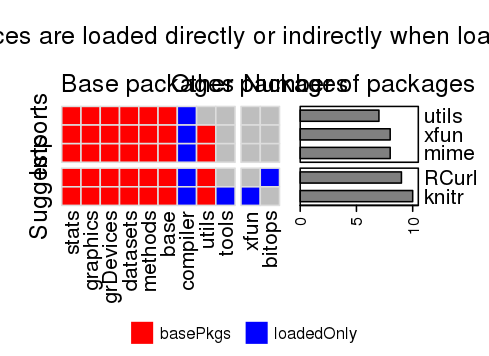 ces are loaded directly or indirectly when loa
Base packages Other packages Number of packages
Imports
Suggests
utils
xfun
mime
RCurl
knitr
stats
graphics
grDevices
datasets
methods
base
compiler
utils
tools
xfun
bitops
0
5
10
basePkgs
loadedOnly